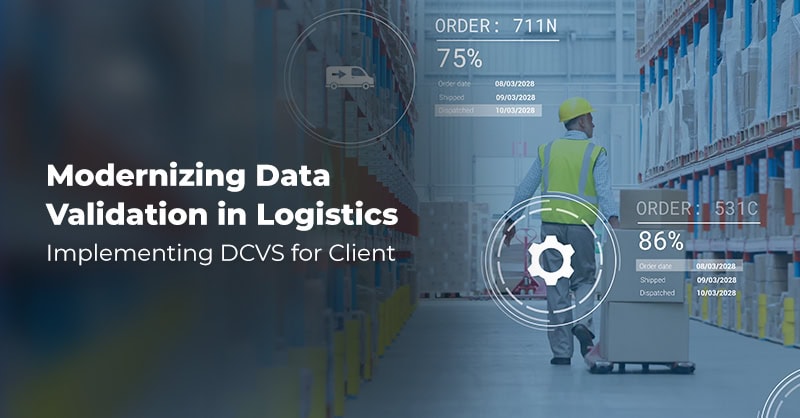 ORDER: 711N
75%
Order date 08/03/2028
Shipped 09/03/2028
Dispatched 10/03/2028
Modernizing Data
Validation in Logistics
Implementing DCVS for Client
ORDER: 531C
86%
Order date 08/03/2028
Shipped 09/03/2028
Dispatched 10/03/2028